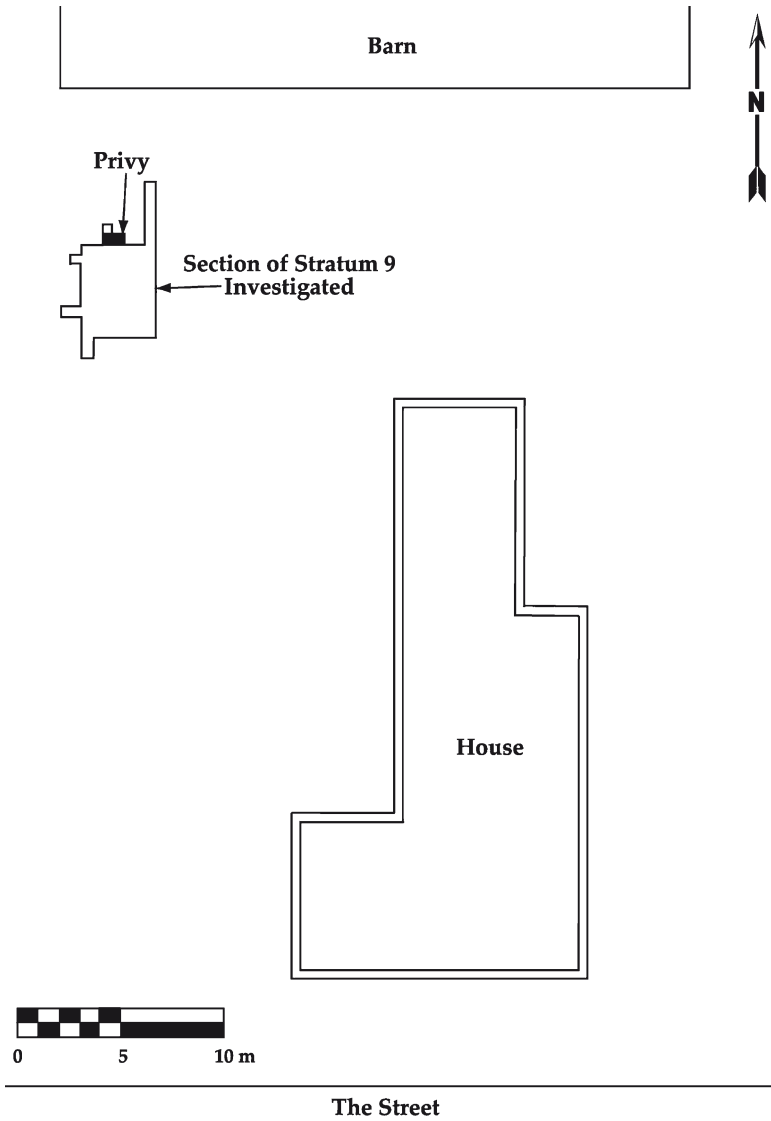 Barn
N
Privy
Section of Stratum 9
Investigated
House
0 5 10 m
The Street